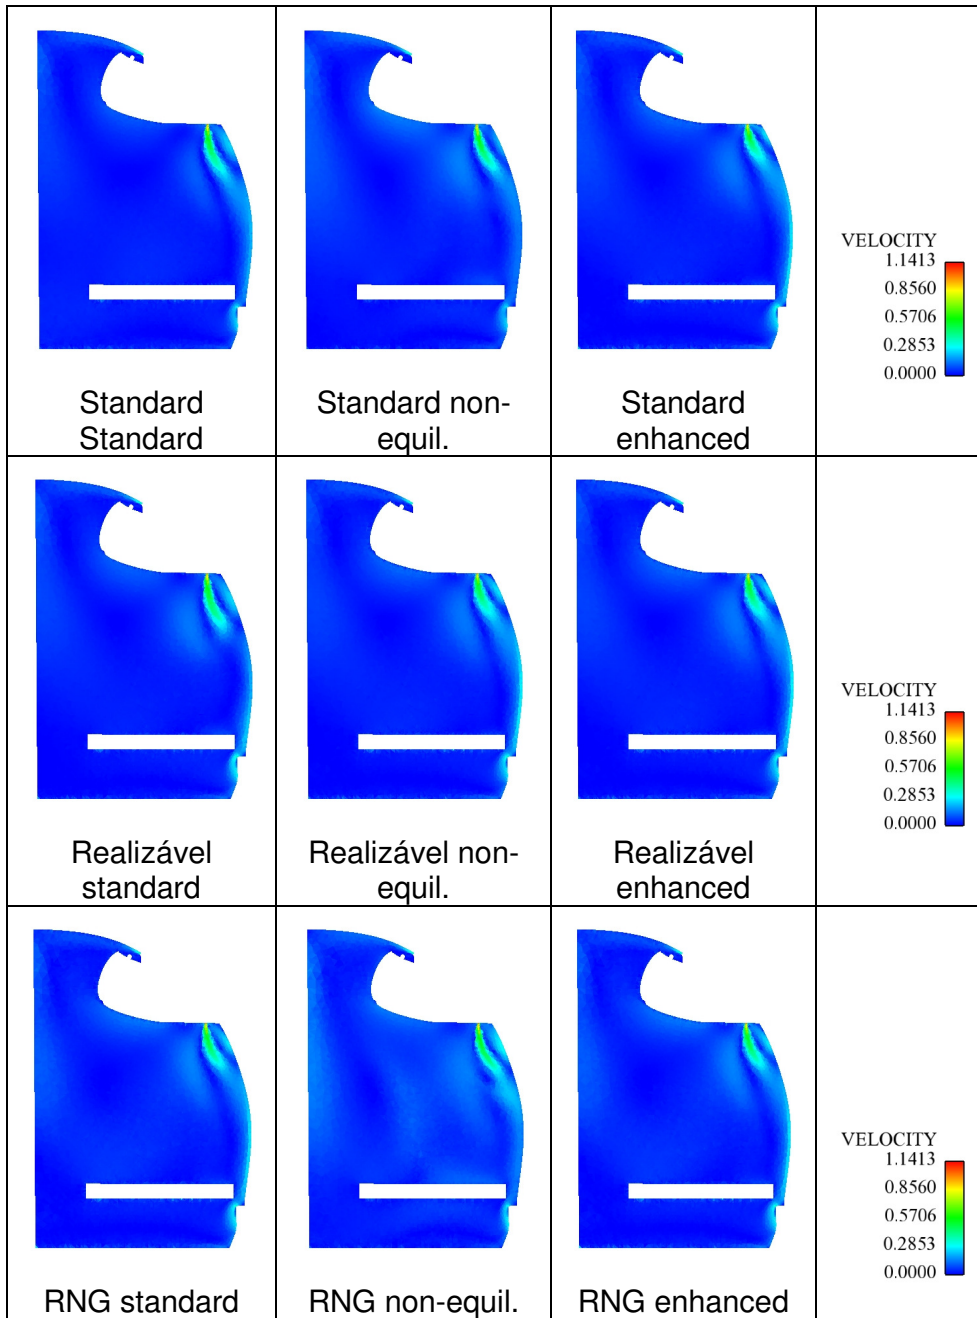 VELOCITY
1.1413
0.8560
0.5706
0.2853
0.0000
Standard
Standard
Standard non-
equil.
Standard
enhanced
VELOCITY
1.1413
0.8560
0.5706
0.2853
0.0000
Realizável
standard
Realizável non-
equil.
Realizável
enhanced
VELOCITY
1.1413
0.8560
0.5706
0.2853
0.0000
RNG standard
RNG non-equil.
RNG enhanced